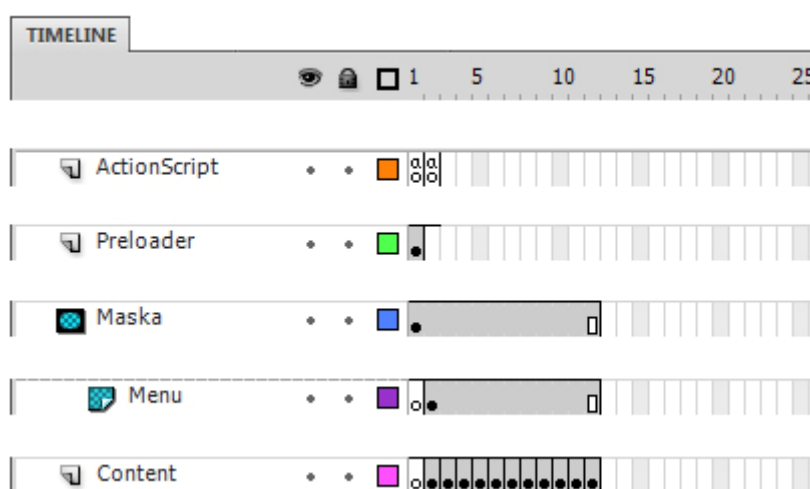 TIMELINE
1 5 10 15 20 25
ActionScript
a a
Preloader
Maska
Menu
Content